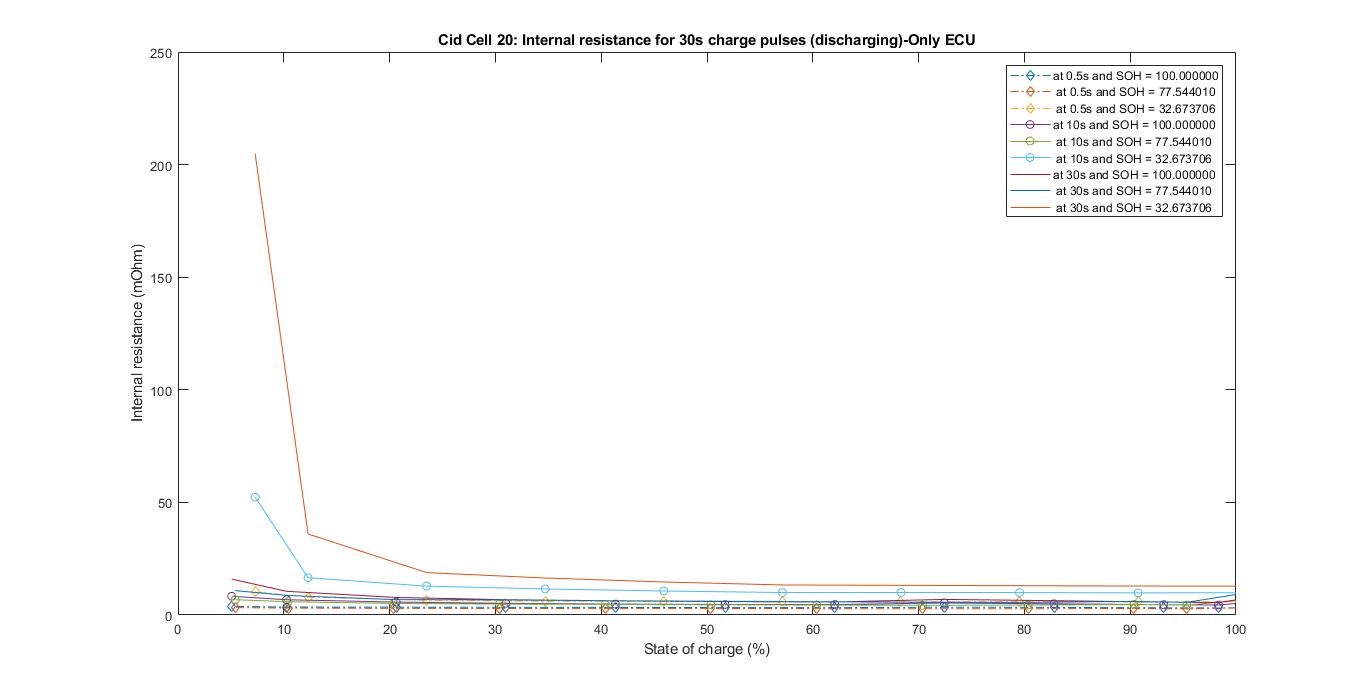 Cid Cell 20: Internal resistance for 30s charge pulses (discharging)-Only ECU
250
200
150
100
50
0
Internal resistance (mOhm)
at 0.5s and SOH = 100.000000
at 0.5s and SOH = 77.544010
at 0.5s and SOH = 32.673706
at 10s and SOH = 100.000000
at 10s and SOH = 77.544010
at 10s and SOH = 32.673706
at 30s and SOH = 100.000000
at 30s and SOH = 77.544010
at 30s and SOH = 32.673706
0 10 20 30 40 50 60 70 80 90 100
State of charge (%)